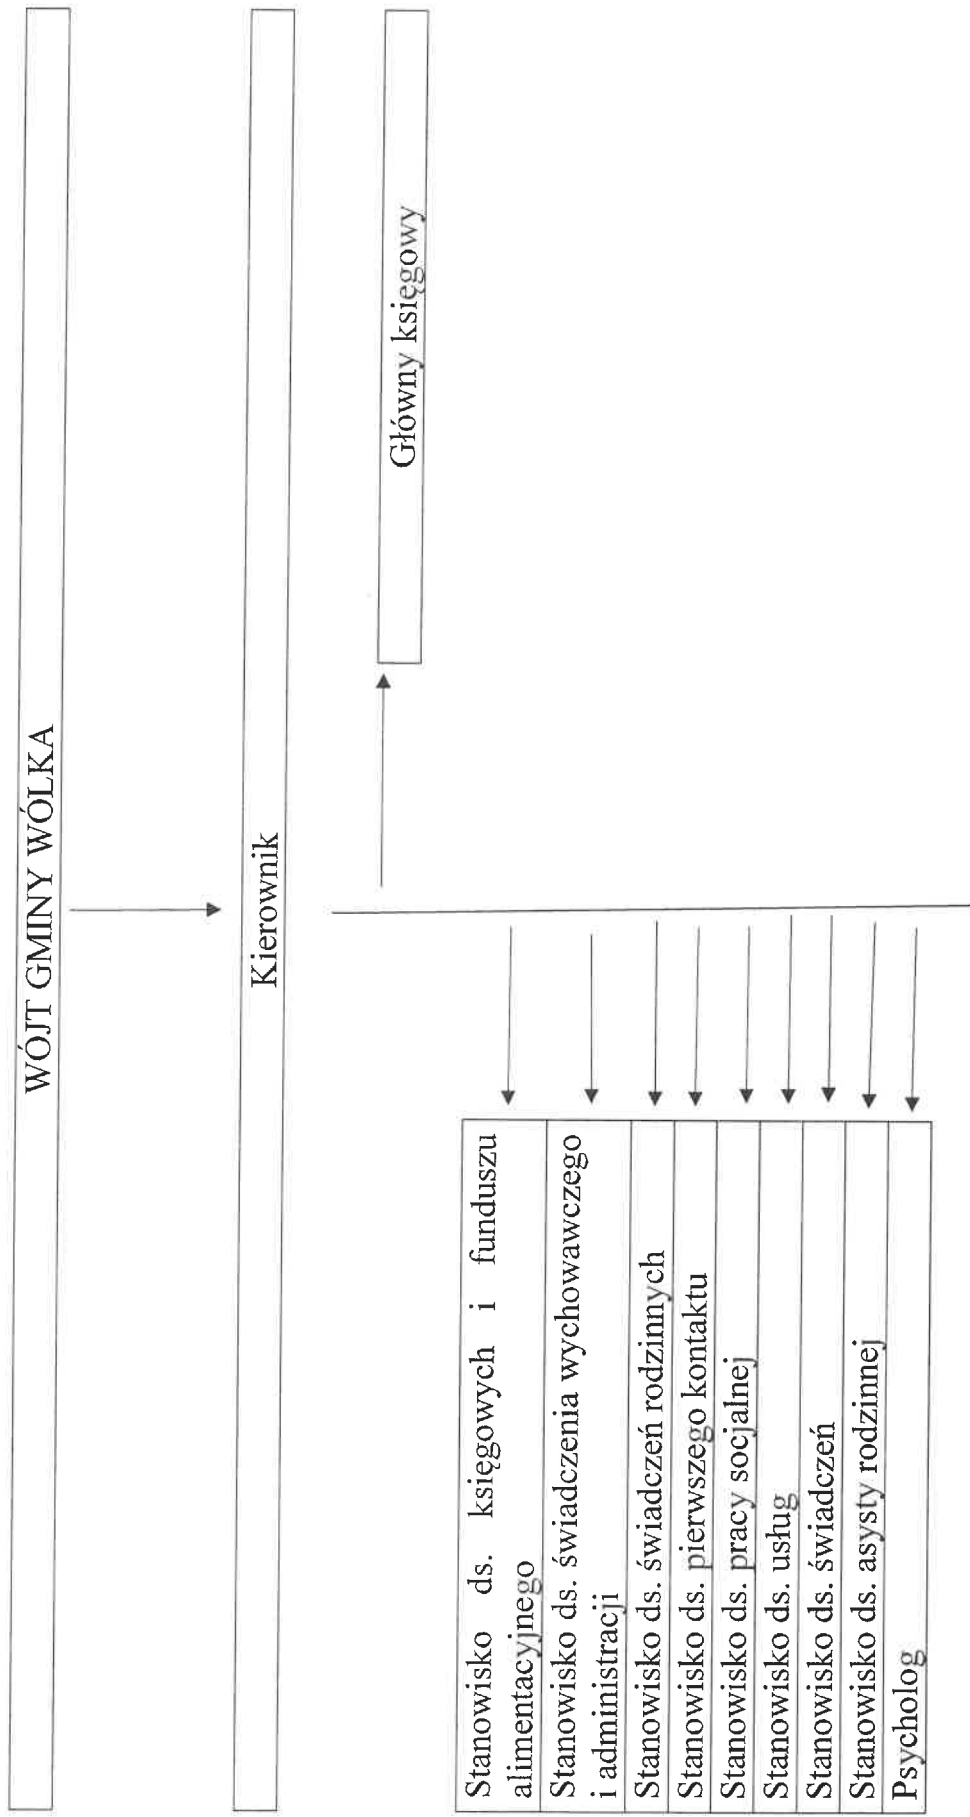 WÓJT GMINY WÓLKA
Kierownik
Główny księgowy
Stanowisko ds. księgowych i funduszu
alimentacyjnego
Stanowisko ds. świadczenia wychowawczego
i administracji
Stanowisko ds. świadczeń rodzinnych
Stanowisko ds. pierwszego kontaktu
Stanowisko ds. pracy socjalnej
Stanowisko ds. usług
Stanowisko ds. świadczeń
Stanowisko ds. asysty rodzinnej
Psycholog